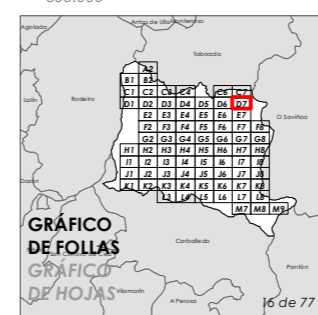 Antas de Ulla
Monterroso
Agolada
Taboada
A2
B1 B2
C1 C2 C3 C4 C6 C7
Lalín
Rodeiro
D1 D2 D3 D4 D5 D6 D7
E2 E3 E4 E5 E6 E7
O Saviñao
F2 F3 F4 F5 F6 F7 F8
G2 G3 G4 G5 G6 G7 G8
H1 H2 H3 H4 H5 H6 H7 H8
I1 I2 I3 I4 I5 I6 I7 I8
J1 J2 J3 J4 J5 J6 J7 J8
Dozón
K1 K2 K3 K4 K5 K6 K7 K8
L3 L4 L5 L6 L7 L8
M7 M8 M9
GRÁFICO
DE FOLLAS
Carballedo
GRÁFICO
Pantón
DE HOJAS
Vilamarín
A Peroxa
16 de 77